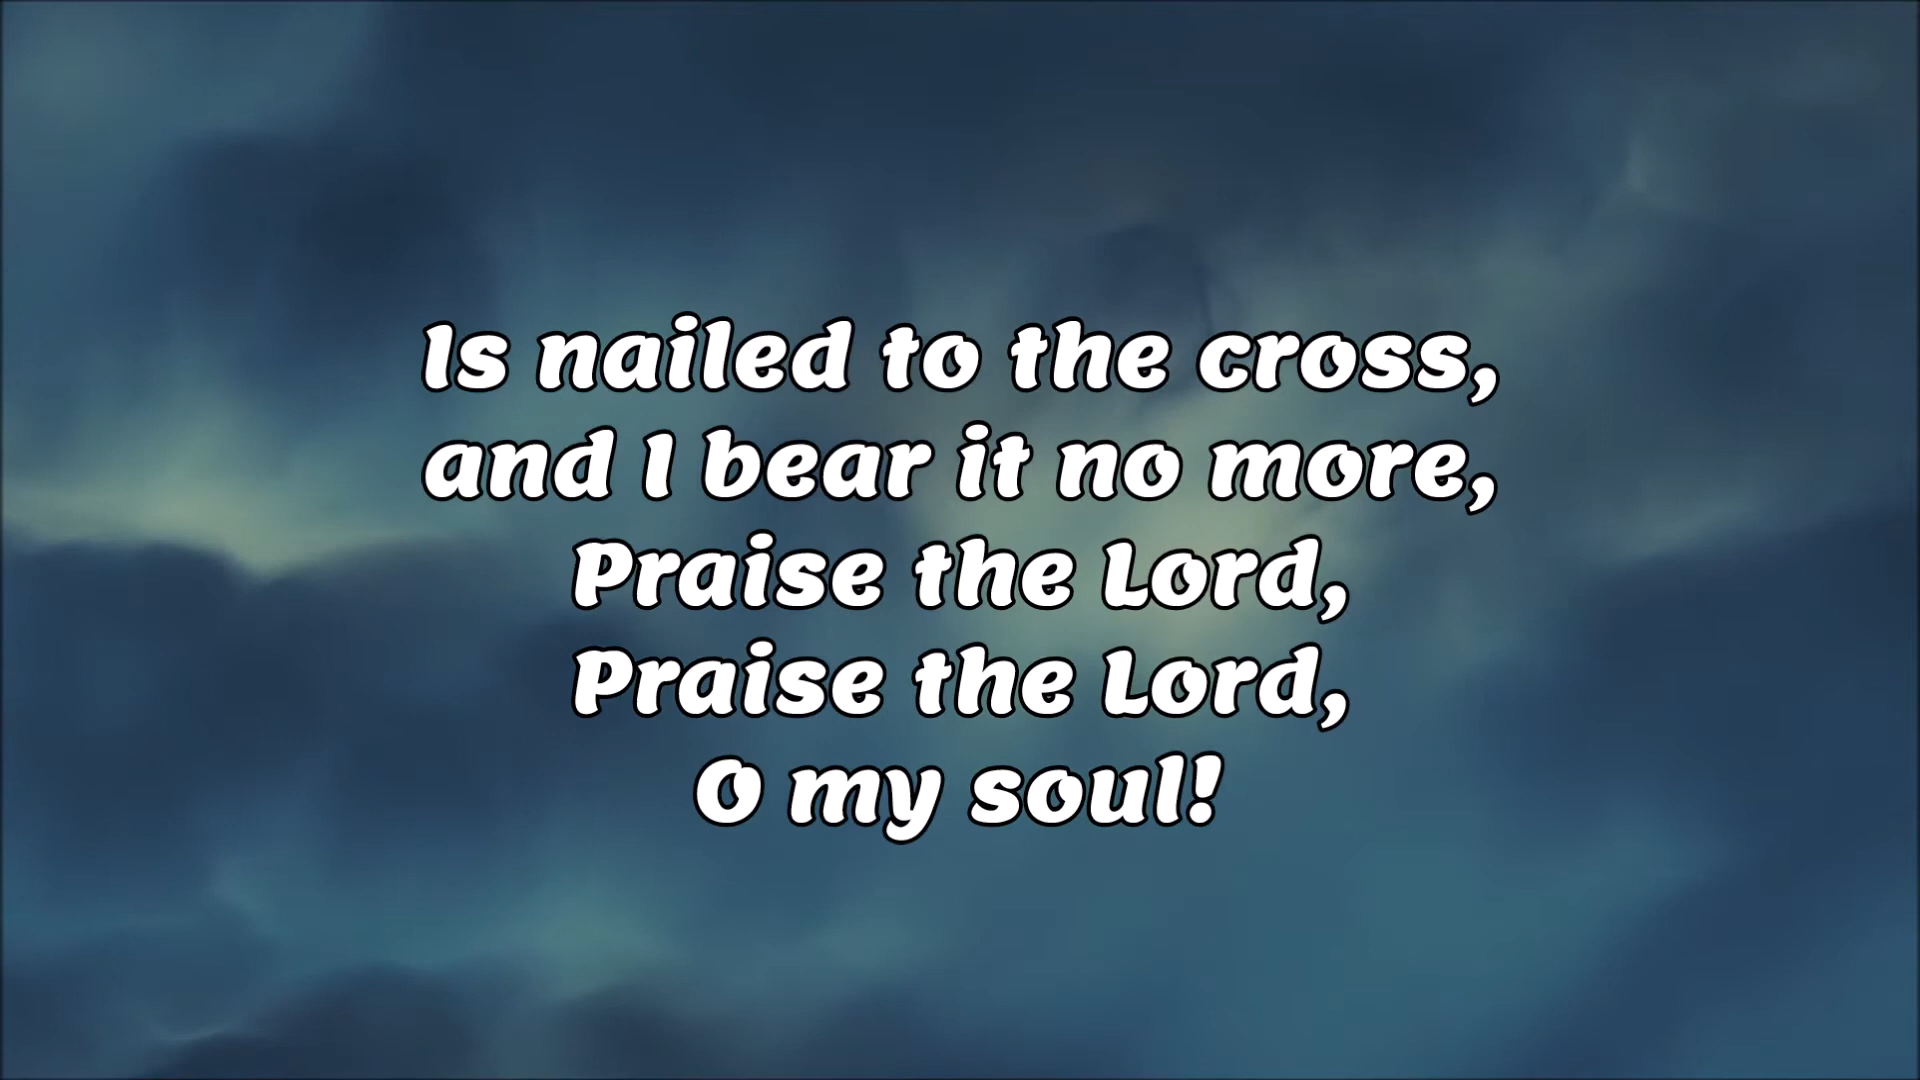 Is nailed to the cross,
and I bear it no more,
Praise the Lord,
Praise the Lord,
O my soul!